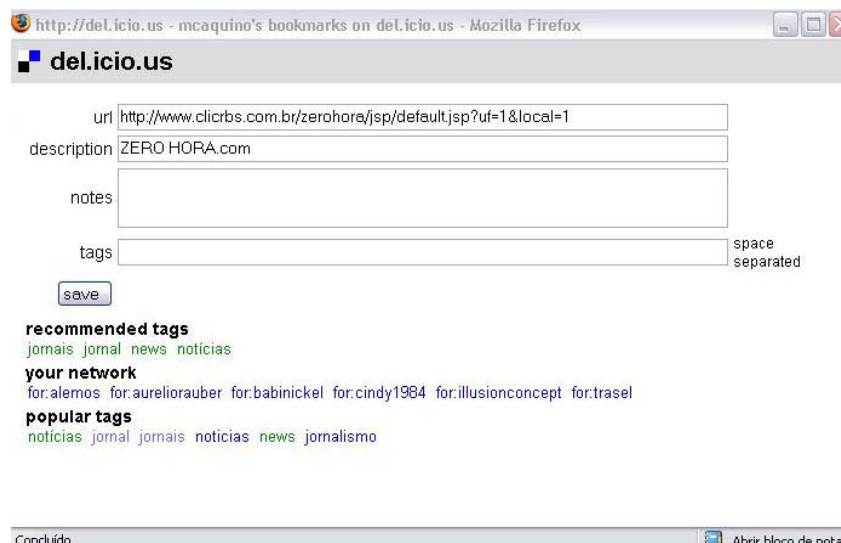 http://del.icio.us - mcaquino's bookmarks on del.icio.us - Mozilla Firefox
del.icio.us
url http://www.clicrbs.com.br/zerohora/jsp/default.jsp?uf=1&local=1
description ZERO HORA.com
notes
tags
space
separated
save
recommended tags
jornais jornal news notícias
your network
for:alemos for:aureliorauber for:babinickel for:cindy1984 for:illusionconcept for:trasel
popular tags
notícias jornal jornais noticias news jornalismo
Concluído Abrir bloco de nota